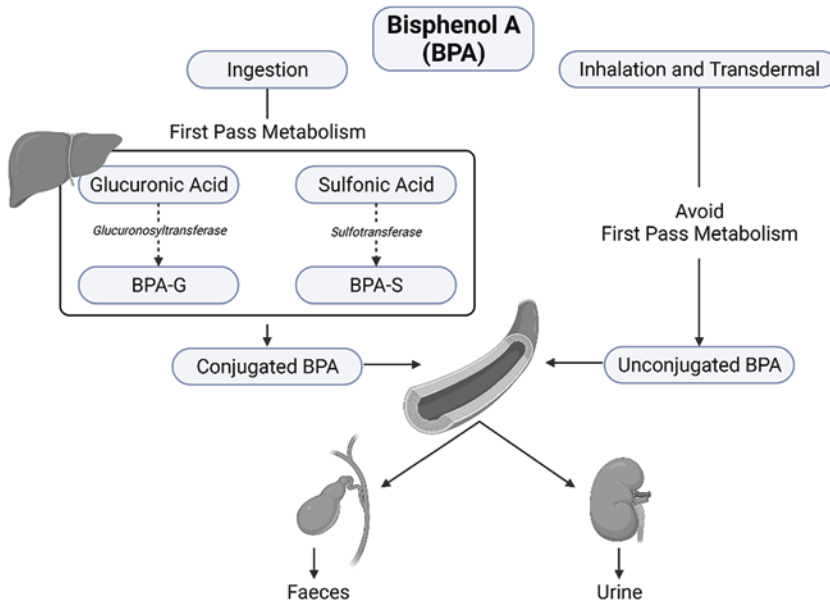 Bisphenol A
(BPA)
Ingestion
Inhalation and Transdermal
First Pass Metabolism
Glucuronic Acid
Sulfonic Acid
Glucuronosyltransferase
Sulfotransferase
BPA-G
BPA-S
Avoid
First Pass Metabolism
Conjugated BPA
Unconjugated BPA
Faeces
Urine